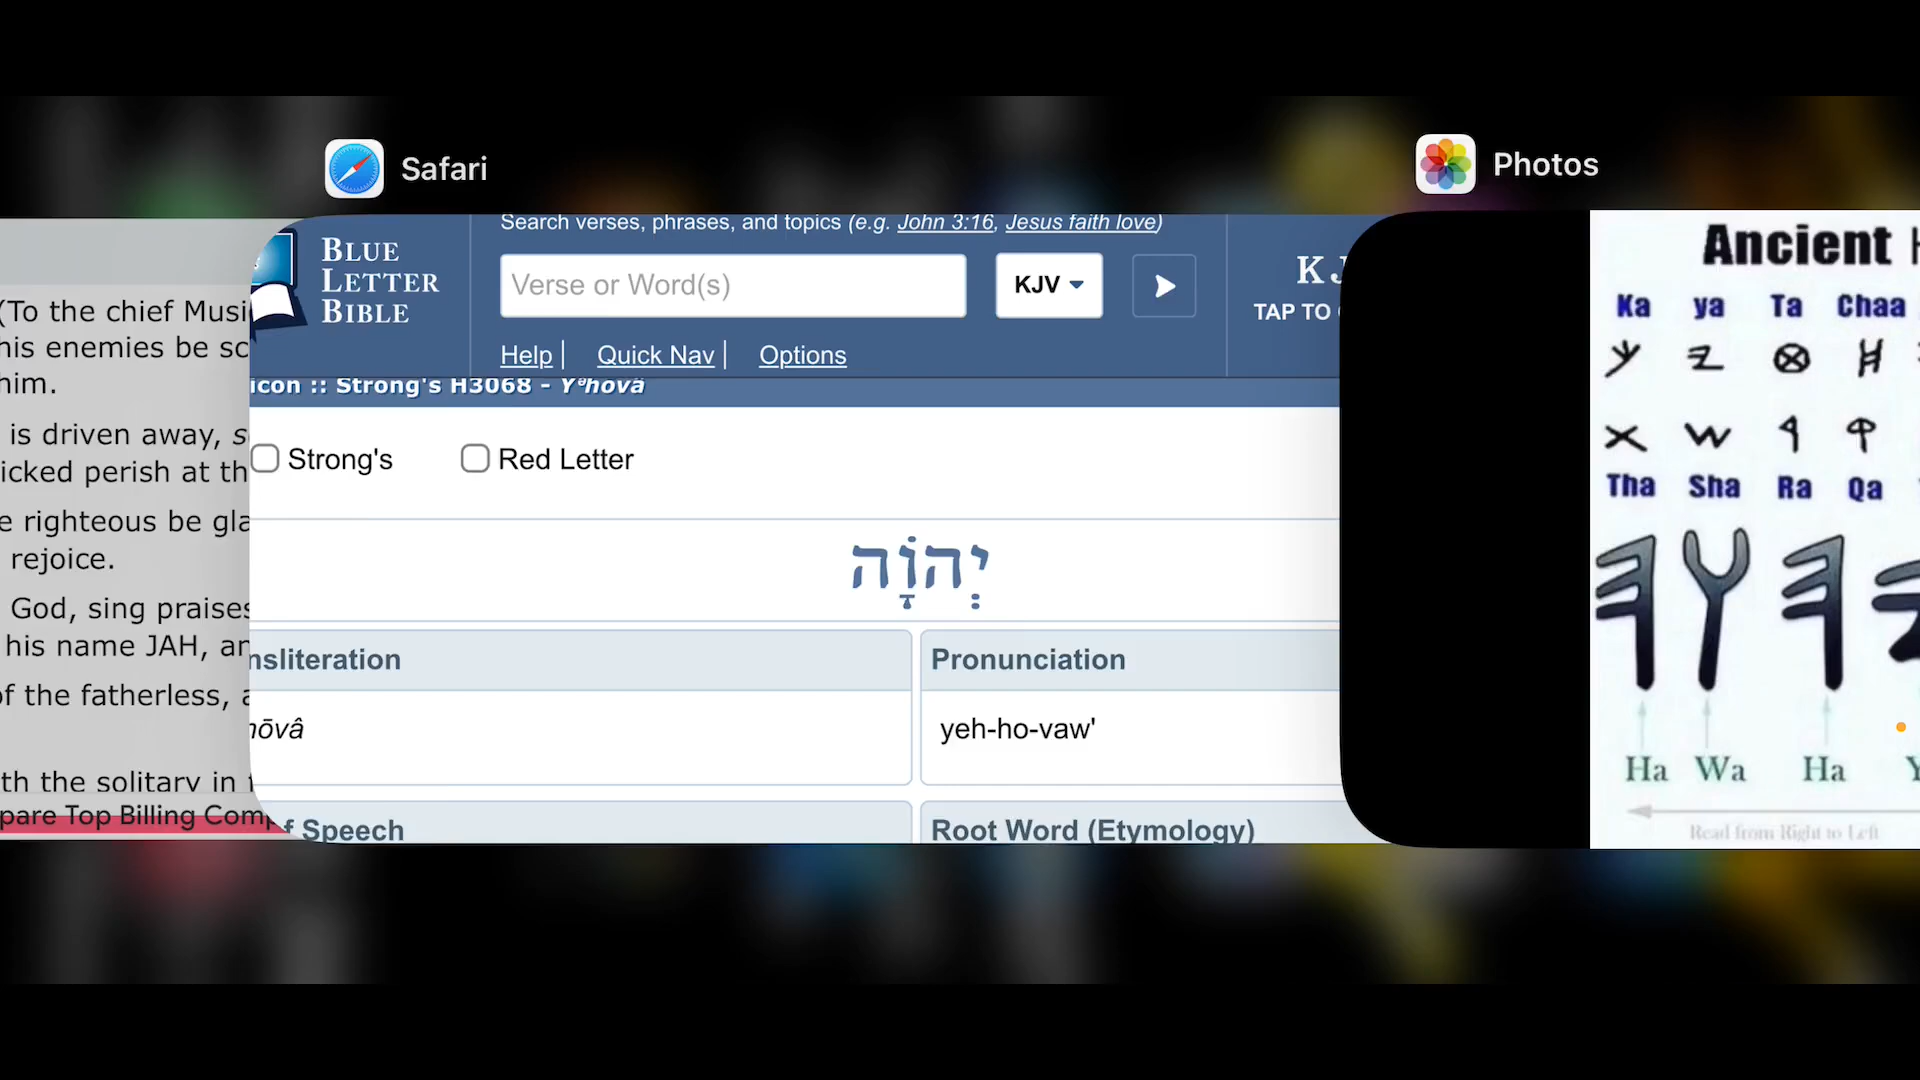 Safari
Photos
(To the chief Musi
his enemies be sc
him.
is driven away, s
icked perish at th
e righteous be gla
rejoice.
God, sing praises
his name JAH, an
of the fatherless, a
th the solitary in f
pare Top Billing Comp
BLUE
LETTER
BIBLE
Search verses, phrases, and topics (e.g. John 3:16, Jesus faith love)
Verse or Word(s)
KJV
Help | Quick Nav | Options
KJ
TAP TO
icon :: Strong's H3068 - Yᵉhōvâ
Strong's
Red Letter
יְהֹוָה
nsliteration
hōvâ
Pronunciation
yeh-ho-vaw'
f Speech
Root Word (Etymology)
Ancient H
Ka ya Ta Chaa
𐤊 𐤆 𐤈 𐤇
𐤕 𐤔 𐤓 𐤒
Tha Sha Ra Qa
𐤄 𐤅 𐤄
Ha Wa Ha Y
Read from Right to Left